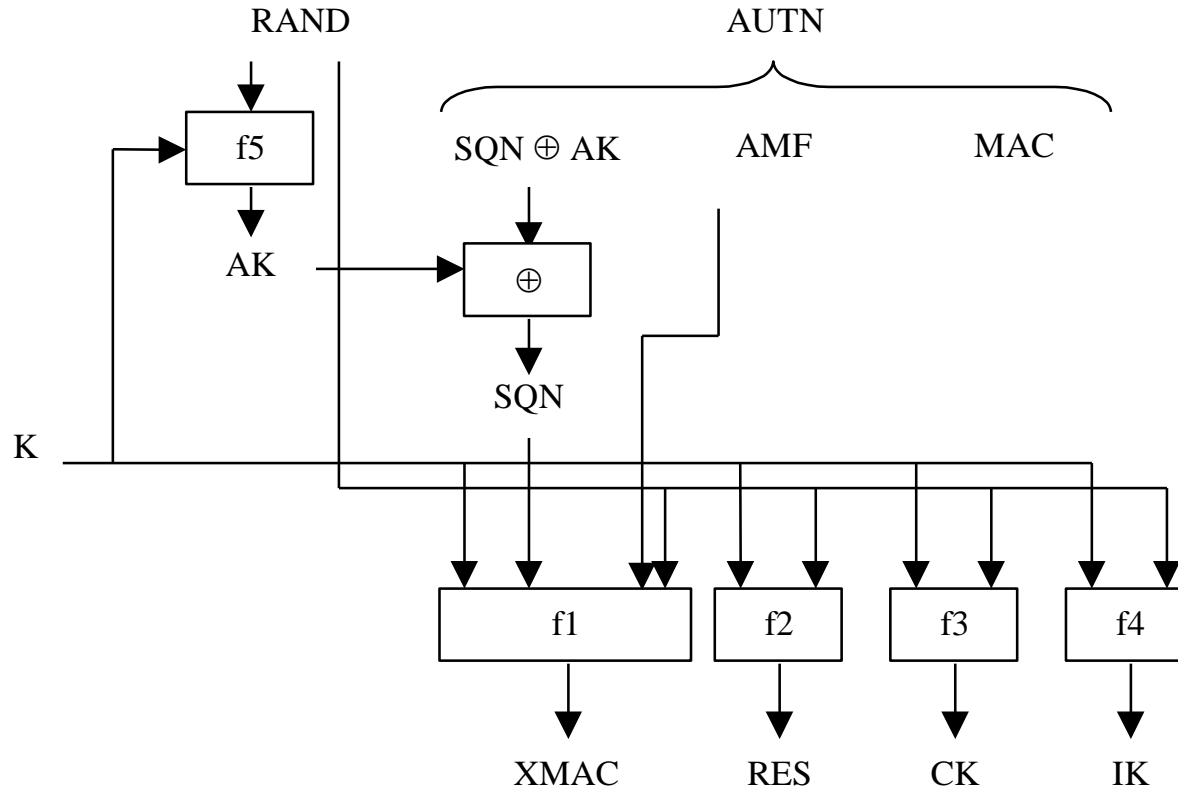 RAND AUTN
f5 SQN ⊕ AK AMF MAC
AK ⊕
SQN
K
f1 f2 f3 f4
XMAC RES CK IK